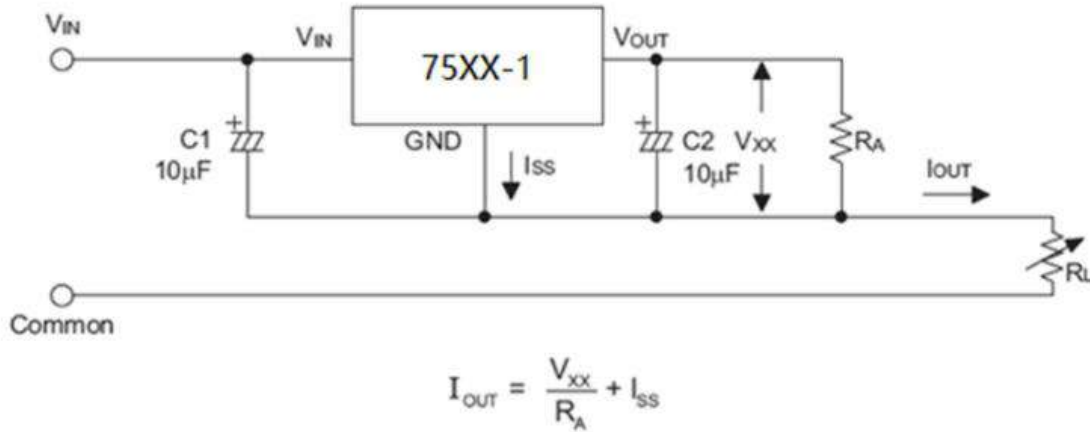 VIN
VIN
75XX-1
VOUT
GND
ISS
+
C1
10μF
+
C2
10μF
VXX
RA
IOUT
RL
Common
IOUT = VXX / RA + ISS